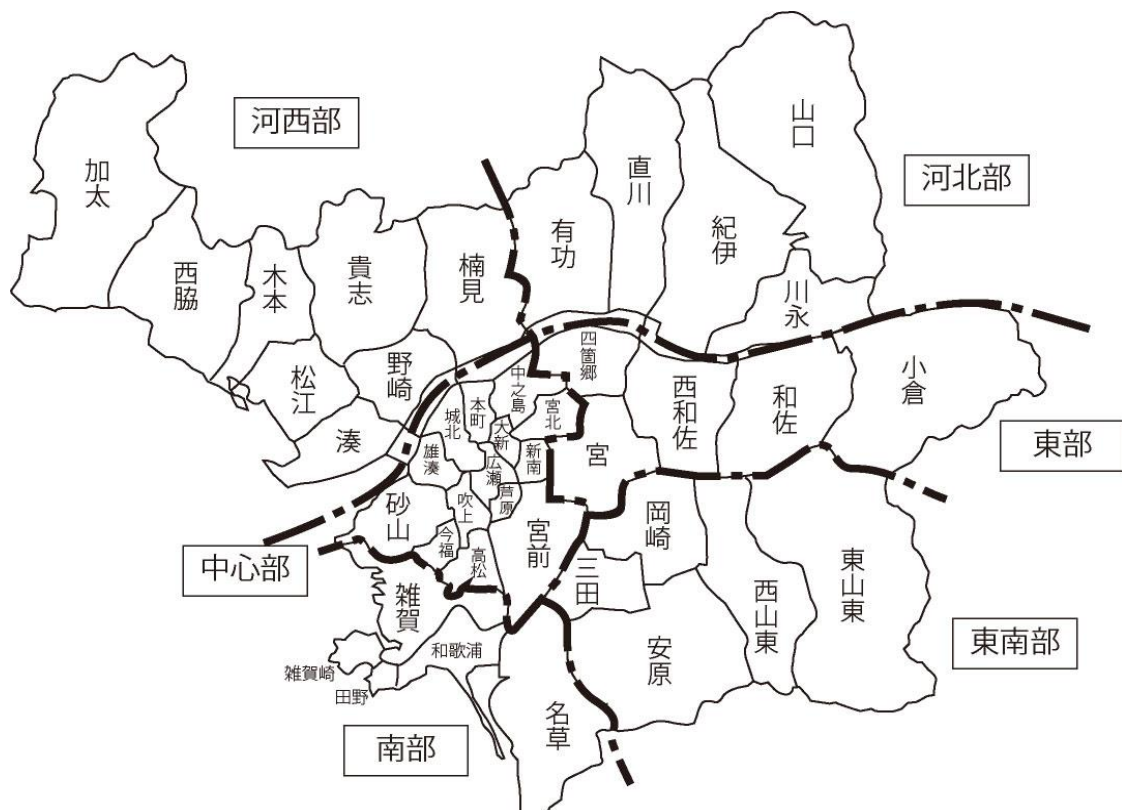 河西部
加太
西脇
木本
貴志
楠見
松江
野崎
湊
河北部
有功
直川
紀伊
山口
川永
東部
四箇郷
西和佐
和佐
小倉
宮
中心部
中之島
宮北
本町
城北
大新
新南
広瀬
雄湊
芦原
吹上
砂山
今福
高松
宮前
東南部
岡崎
三田
安原
西山東
東山東
南部
雑賀
和歌浦
雑賀崎
田野
名草